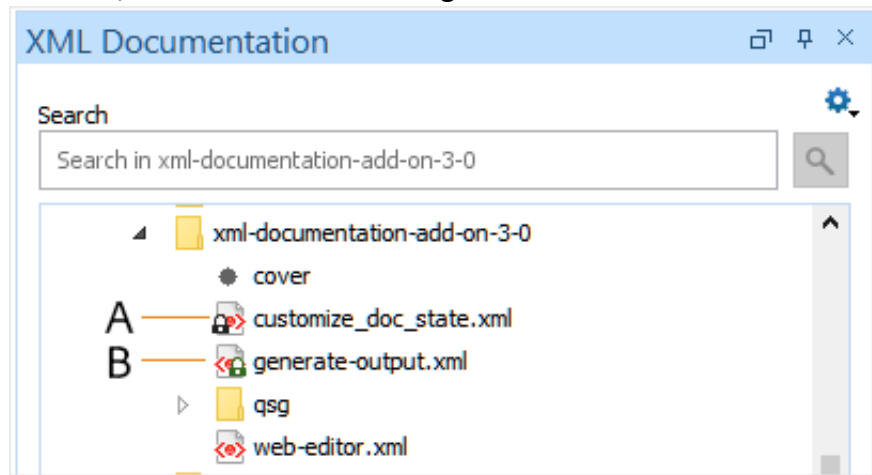 XML Documentation
Search
Search in xml-documentation-add-on-3-0
xml-documentation-add-on-3-0
cover
A customize_doc_state.xml
B generate-output.xml
qsg
web-editor.xml